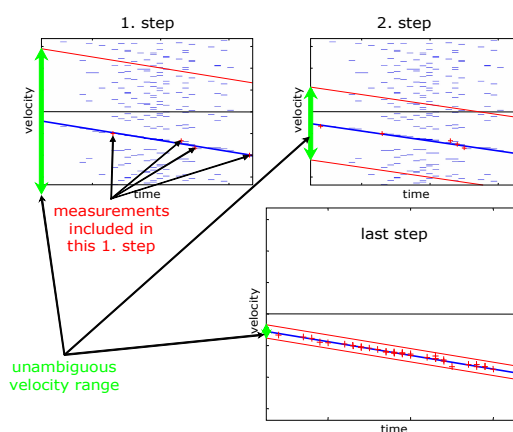 1. step
2. step
velocity
velocity
time
time
measurements
included in
this 1. step
last step
velocity
unambiguous
velocity range
time